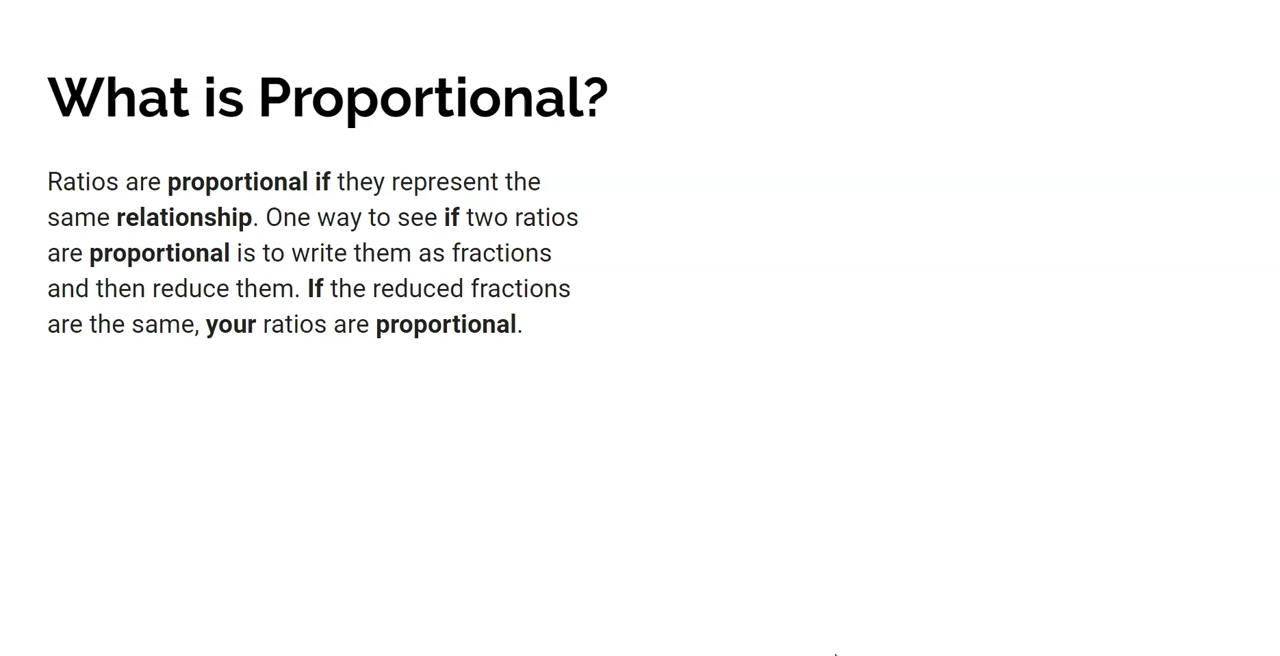 What is Proportional?
Ratios are proportional if they represent the
same relationship. One way to see if two ratios
are proportional is to write them as fractions
and then reduce them. If the reduced fractions
are the same, your ratios are proportional.